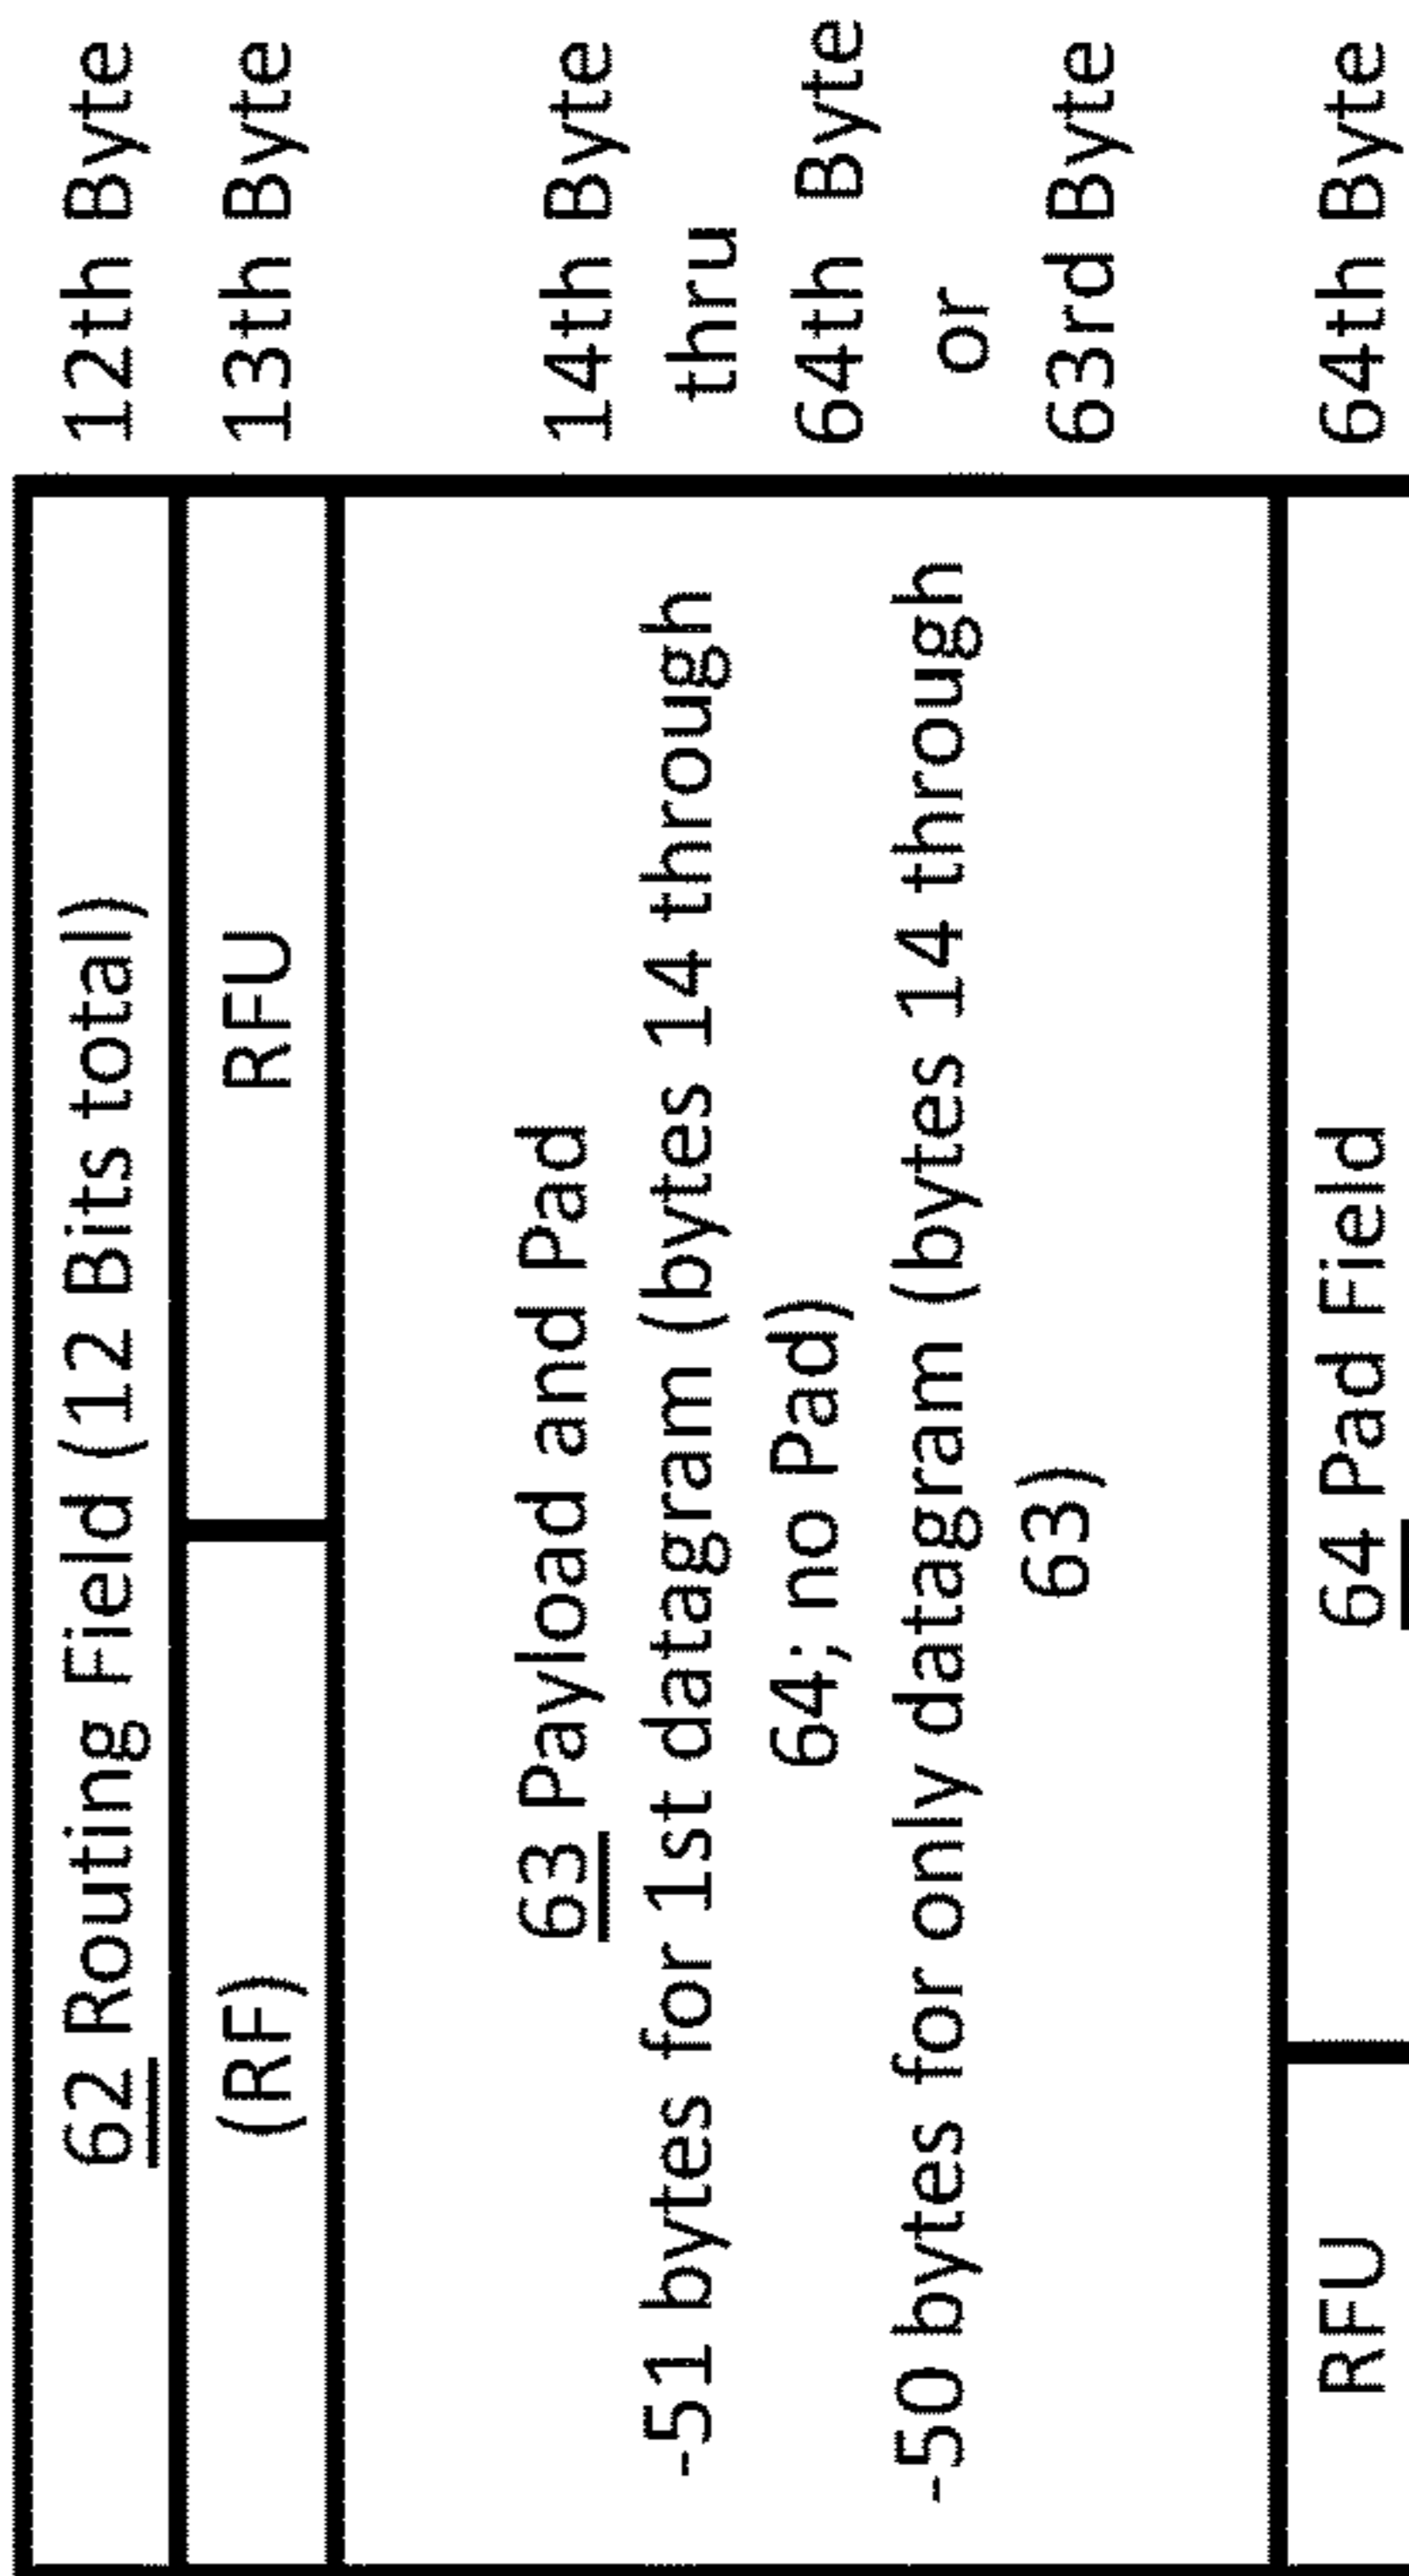 62 Routing Field (12 Bits total) 12th Byte
(RF) RFU 13th Byte
63 Payload and Pad 14th Byte
-51 bytes for 1st datagram (bytes 14 through thru
64; no Pad) 64th Byte
-50 bytes for only datagram (bytes 14 through or
63) 63rd Byte
RFU 64 Pad Field 64th Byte